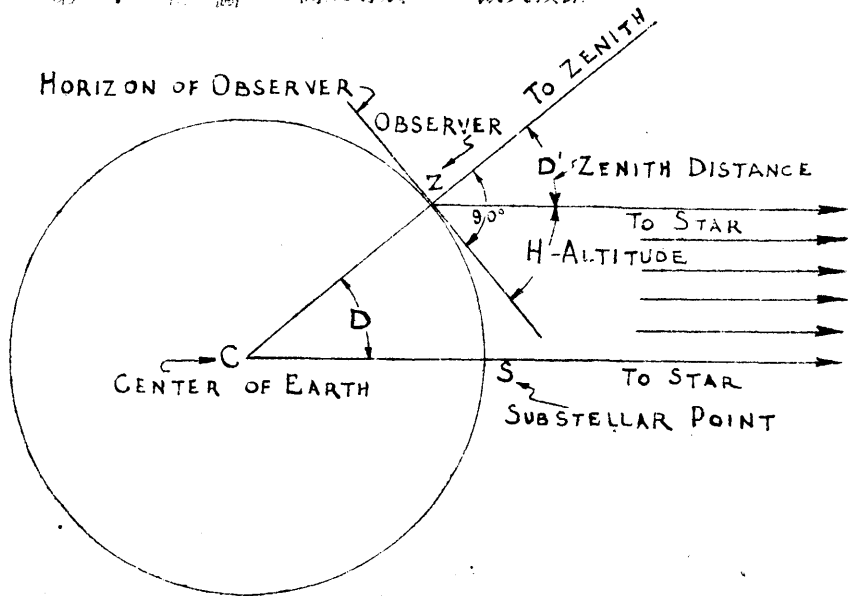 HORIZON OF OBSERVER
TO ZENITH
OBSERVER
Z
D' ZENITH DISTANCE
90°
TO STAR
H-ALTITUDE
D
C
CENTER OF EARTH
S
TO STAR
SUBSTELLAR POINT